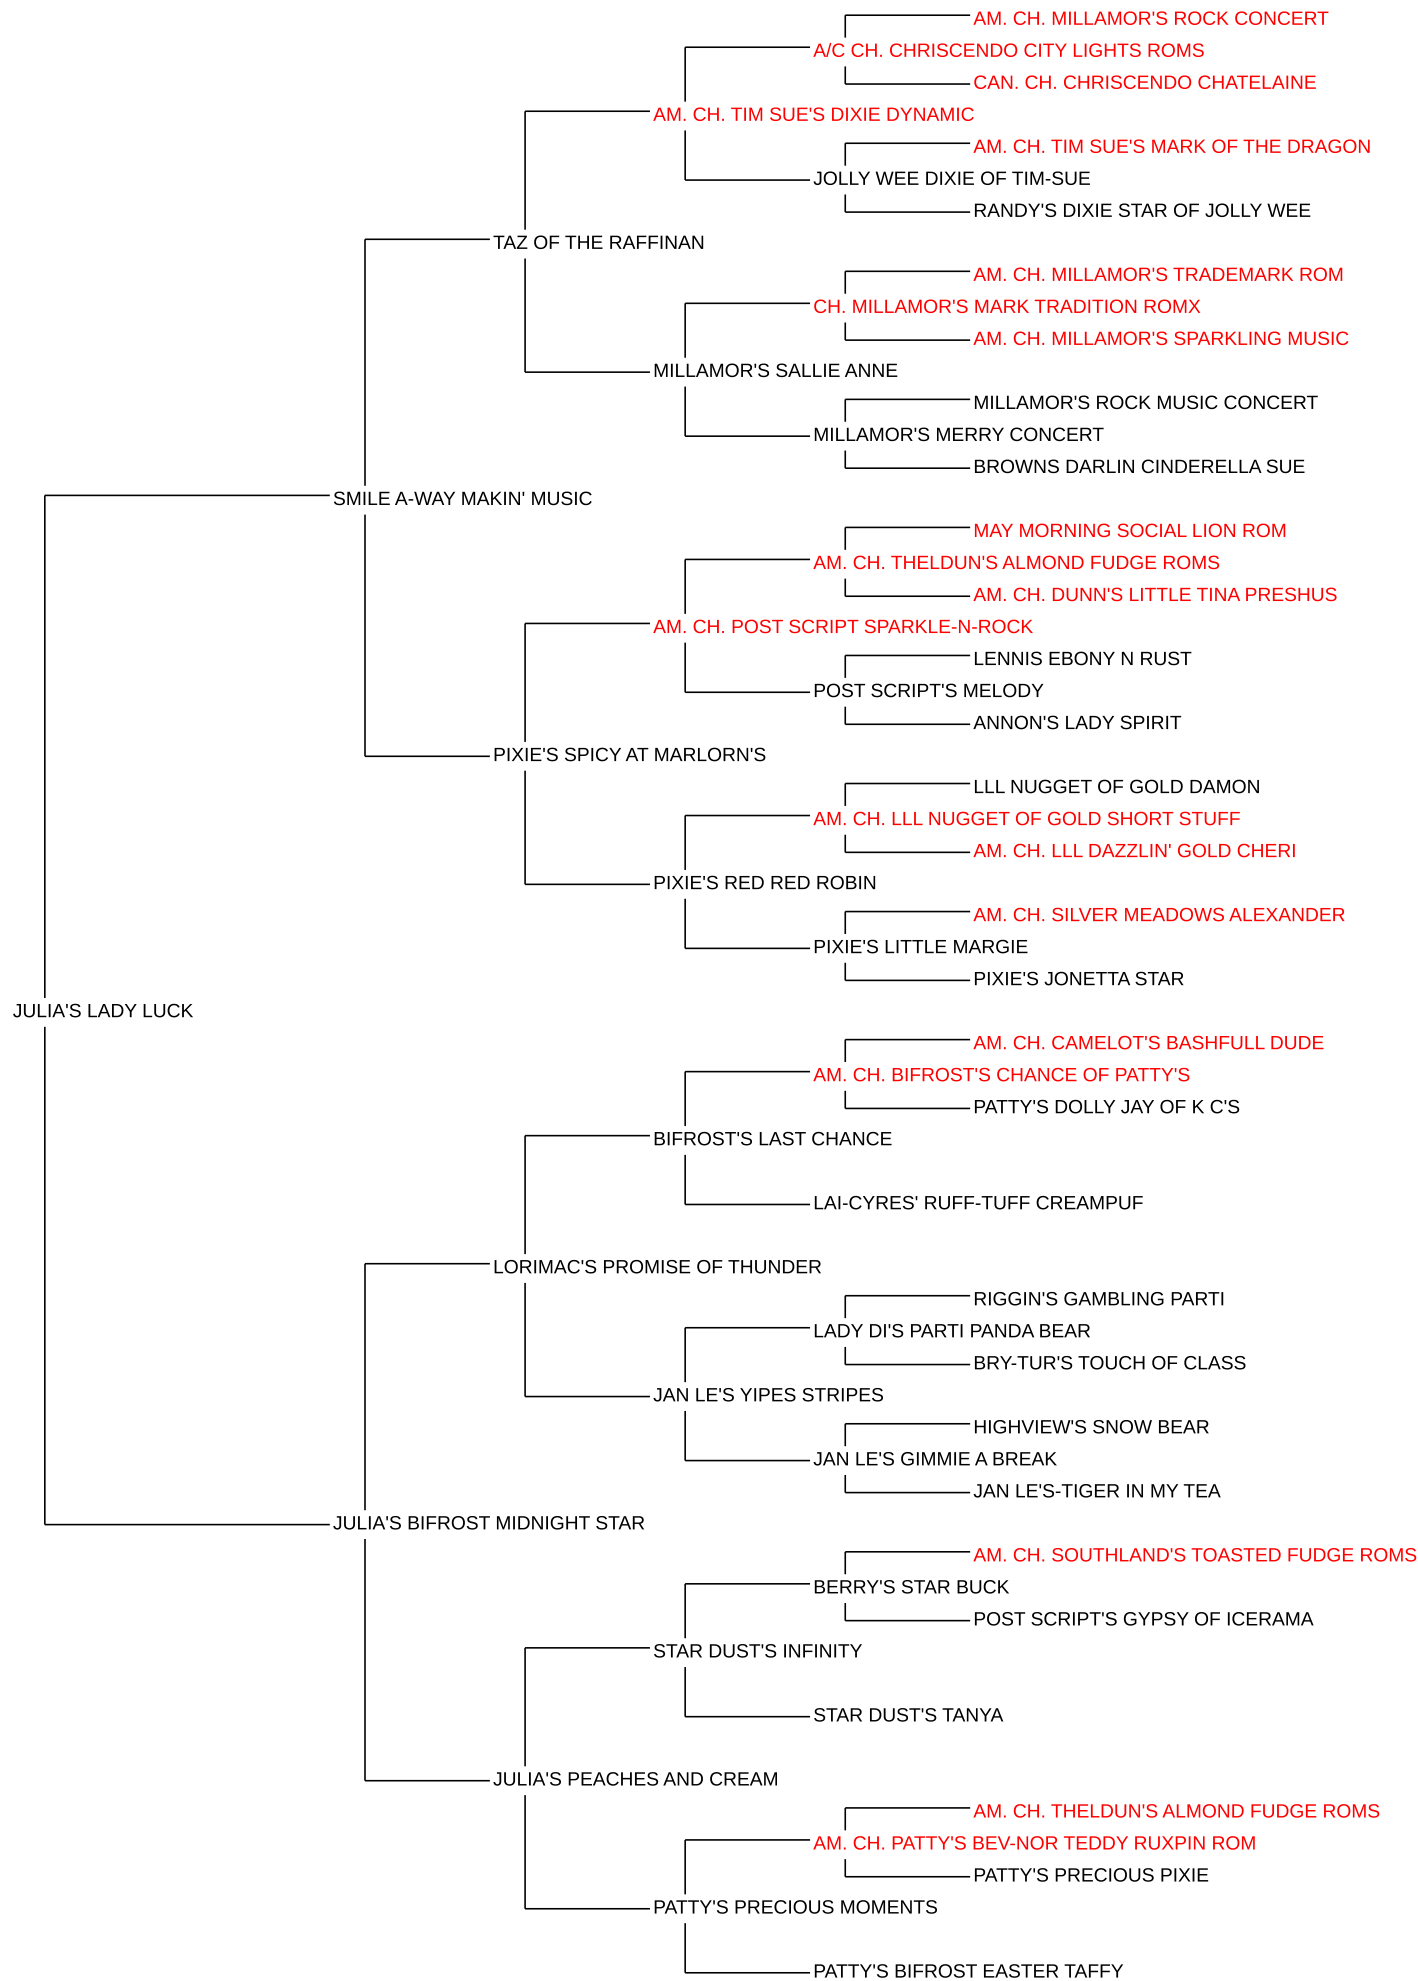 AM. CH. MILLAMOR'S ROCK CONCERT
A/C CH. CHRISCENDO CITY LIGHTS ROMS
CAN. CH. CHRISCENDO CHATELAINE
AM. CH. TIM SUE'S DIXIE DYNAMIC
AM. CH. TIM SUE'S MARK OF THE DRAGON
JOLLY WEE DIXIE OF TIM-SUE
RANDY'S DIXIE STAR OF JOLLY WEE
TAZ OF THE RAFFINAN
AM. CH. MILLAMOR'S TRADEMARK ROM
CH. MILLAMOR'S MARK TRADITION ROMX
AM. CH. MILLAMOR'S SPARKLING MUSIC
MILLAMOR'S SALLIE ANNE
MILLAMOR'S ROCK MUSIC CONCERT
MILLAMOR'S MERRY CONCERT
BROWNS DARLIN CINDERELLA SUE
SMILE A-WAY MAKIN' MUSIC
MAY MORNING SOCIAL LION ROM
AM. CH. THELDUN'S ALMOND FUDGE ROMS
AM. CH. DUNN'S LITTLE TINA PRESHUS
AM. CH. POST SCRIPT SPARKLE-N-ROCK
LENNIS EBONY N RUST
POST SCRIPT'S MELODY
ANNON'S LADY SPIRIT
PIXIE'S SPICY AT MARLORN'S
LLL NUGGET OF GOLD DAMON
AM. CH. LLL NUGGET OF GOLD SHORT STUFF
AM. CH. LLL DAZZLIN' GOLD CHERI
PIXIE'S RED RED ROBIN
AM. CH. SILVER MEADOWS ALEXANDER
PIXIE'S LITTLE MARGIE
PIXIE'S JONETTA STAR
JULIA'S LADY LUCK
AM. CH. CAMELOT'S BASHFULL DUDE
AM. CH. BIFROST'S CHANCE OF PATTY'S
PATTY'S DOLLY JAY OF K C'S
BIFROST'S LAST CHANCE
LAI-CYRES' RUFF-TUFF CREAMPUF
LORIMAC'S PROMISE OF THUNDER
RIGGIN'S GAMBLING PARTI
LADY DI'S PARTI PANDA BEAR
BRY-TUR'S TOUCH OF CLASS
JAN LE'S YIPES STRIPES
HIGHVIEW'S SNOW BEAR
JAN LE'S GIMMIE A BREAK
JAN LE'S-TIGER IN MY TEA
JULIA'S BIFROST MIDNIGHT STAR
AM. CH. SOUTHLAND'S TOASTED FUDGE ROMS
BERRY'S STAR BUCK
POST SCRIPT'S GYPSY OF ICERAMA
STAR DUST'S INFINITY
STAR DUST'S TANYA
JULIA'S PEACHES AND CREAM
AM. CH. THELDUN'S ALMOND FUDGE ROMS
AM. CH. PATTY'S BEV-NOR TEDDY RUXPIN ROM
PATTY'S PRECIOUS PIXIE
PATTY'S PRECIOUS MOMENTS
PATTY'S BIFROST EASTER TAFFY